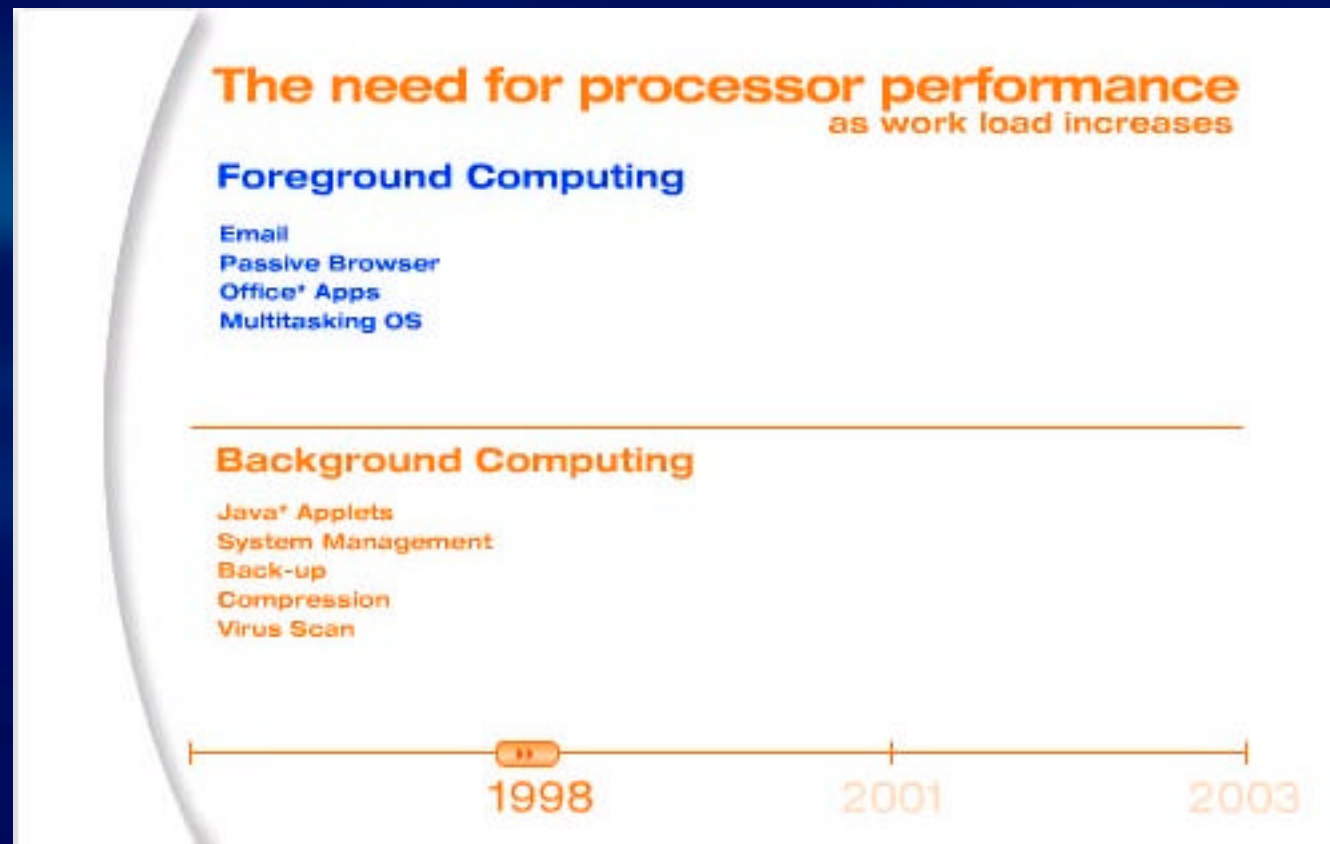 The need for processor performance
as work load increases
Foreground Computing
Email
Passive Browser
Office* Apps
Multitasking OS
Background Computing
Java* Applets
System Management
Back-up
Compression
Virus Scan
1998 2001 2003